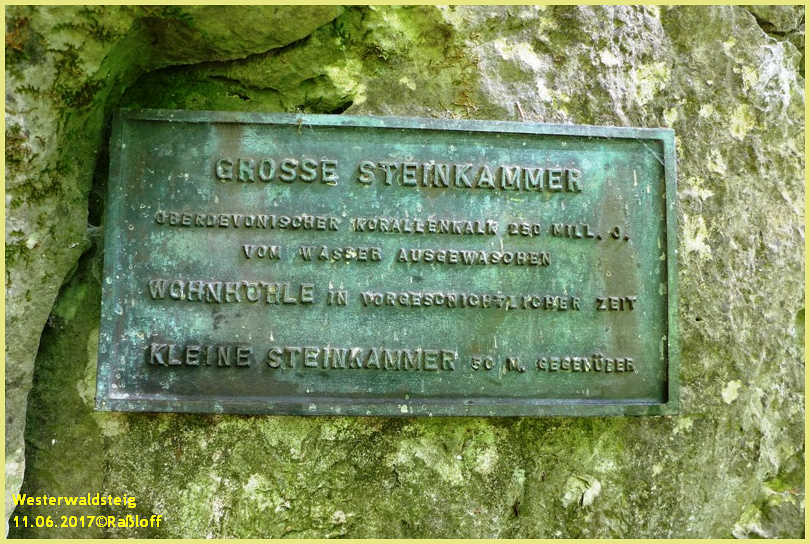 GROSSE STEINKAMMER
OBERDEVONISCHER KORALLENKALK 250 MILL. J.
VOM WASSER AUSGEWASCHEN
WOHNHÖHLE IN VORGESCHICHTLICHER ZEIT
KLEINE STEINKAMMER 50 M. GEGENÜBER
Westerwaldsteig
11.06.2017©Raßloff